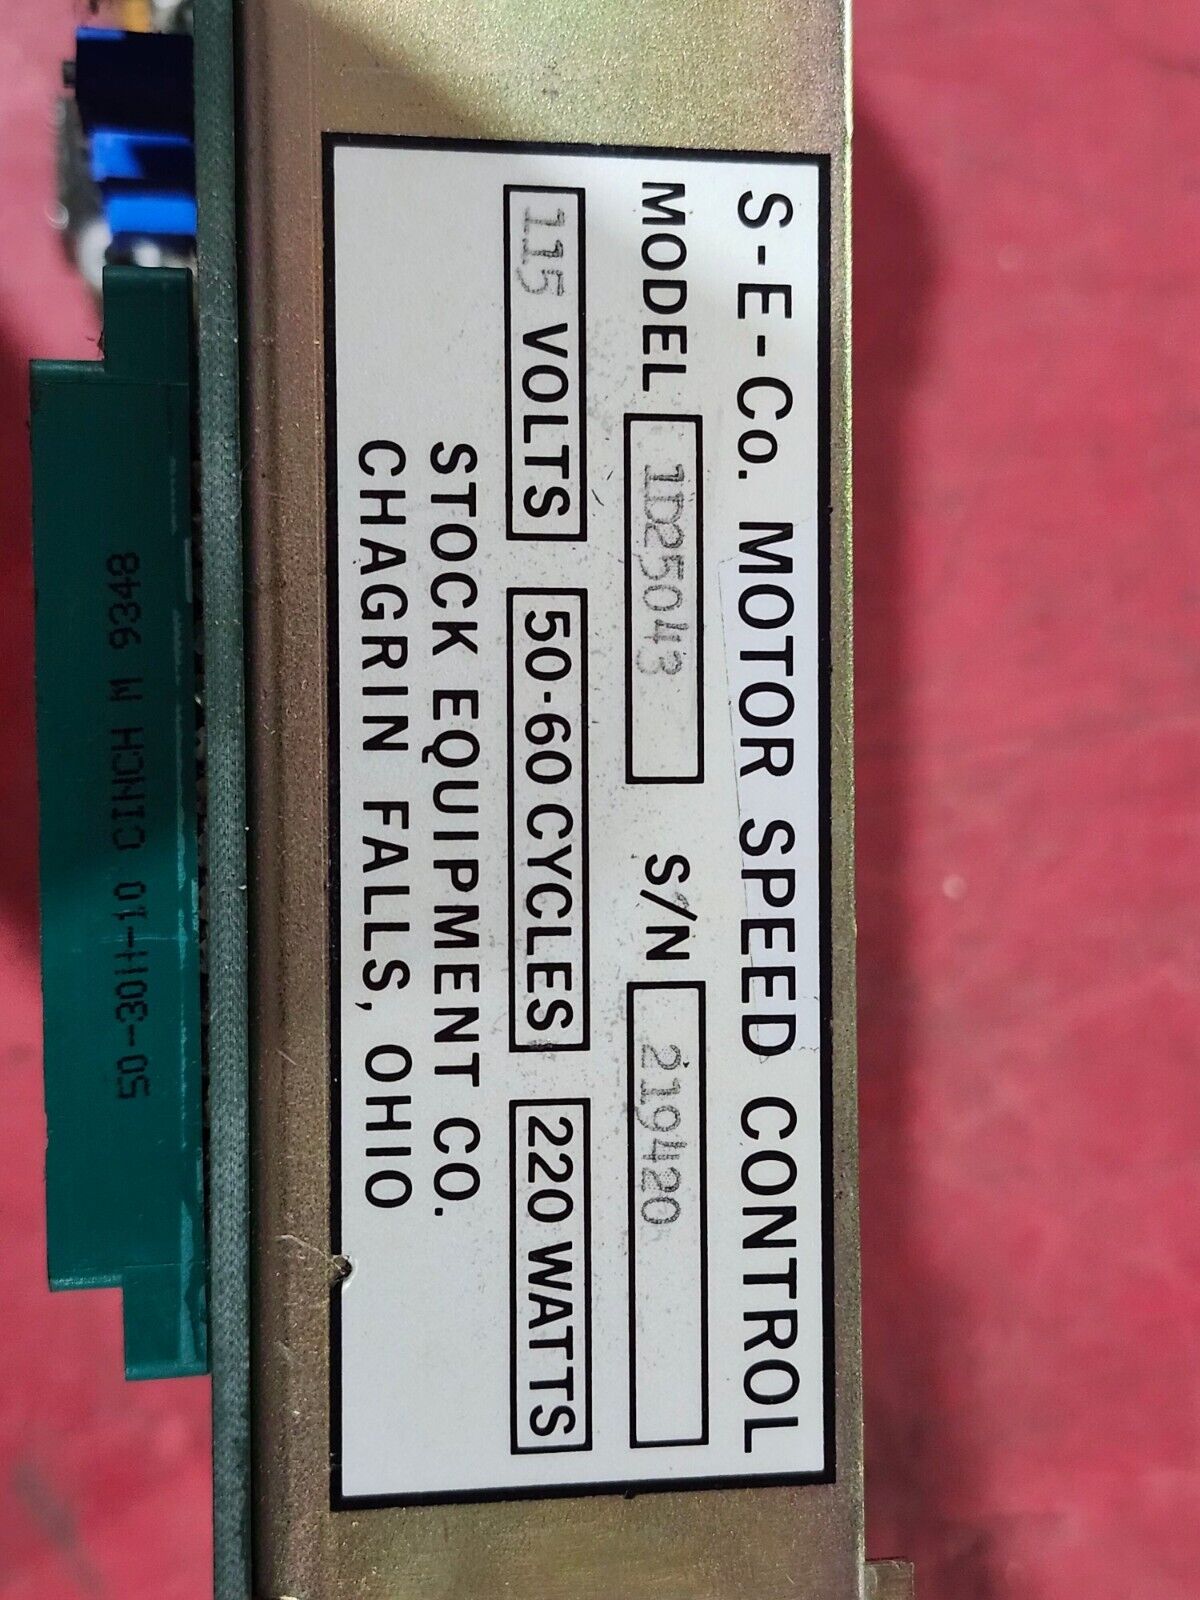 S-E-Co. MOTOR SPEED CONTROL
MODEL 1D25043 S/N 219420
115 VOLTS 50-60 CYCLES 220 WATTS
STOCK EQUIPMENT CO.
CHAGRIN FALLS, OHIO
50-30H-10 CINCH M 9348